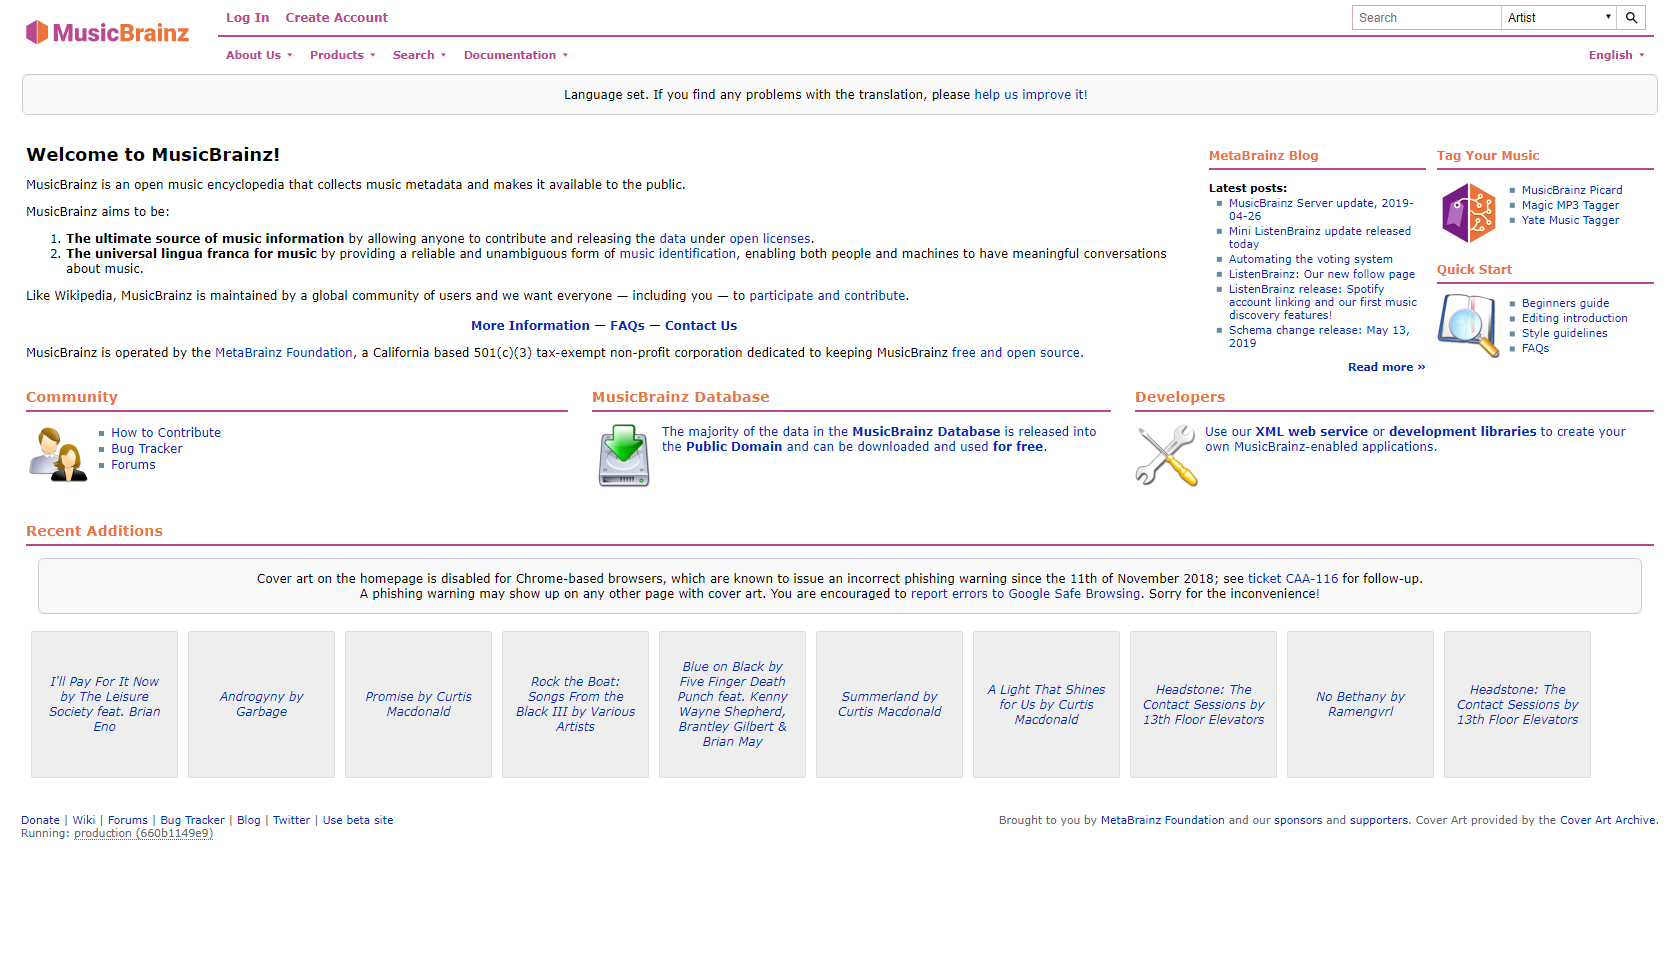 MusicBrainz
Log In Create Account
Search Artist
About Us Products Search Documentation
English
Language set. If you find any problems with the translation, please help us improve it!
Welcome to MusicBrainz!
MusicBrainz is an open music encyclopedia that collects music metadata and makes it available to the public.
MusicBrainz aims to be:
1. The ultimate source of music information by allowing anyone to contribute and releasing the data under open licenses.
2. The universal lingua franca for music by providing a reliable and unambiguous form of music identification, enabling both people and machines to have meaningful conversations
about music.
Like Wikipedia, MusicBrainz is maintained by a global community of users and we want everyone — including you — to participate and contribute.
More Information — FAQs — Contact Us
MusicBrainz is operated by the MetaBrainz Foundation, a California based 501(c)(3) tax-exempt non-profit corporation dedicated to keeping MusicBrainz free and open source.
MetaBrainz Blog
Latest posts:
MusicBrainz Server update, 2019-
04-26
Mini ListenBrainz update released
today
Automating the voting system
ListenBrainz: Our new follow page
ListenBrainz release: Spotify
account linking and our first music
discovery features!
Schema change release: May 13,
2019
Read more »
Tag Your Music
MusicBrainz Picard
Magic MP3 Tagger
Yate Music Tagger
Quick Start
Beginners guide
Editing introduction
Style guidelines
FAQs
Community
How to Contribute
Bug Tracker
Forums
MusicBrainz Database
The majority of the data in the MusicBrainz Database is released into
the Public Domain and can be downloaded and used for free.
Developers
Use our XML web service or development libraries to create your
own MusicBrainz-enabled applications.
Recent Additions
Cover art on the homepage is disabled for Chrome-based browsers, which are known to issue an incorrect phishing warning since the 11th of November 2018; see ticket CAA-116 for follow-up.
A phishing warning may show up on any other page with cover art. You are encouraged to report errors to Google Safe Browsing. Sorry for the inconvenience!
I'll Pay For It Now
by The Leisure
Society feat. Brian
Eno
Androgyny by
Garbage
Promise by Curtis
Macdonald
Rock the Boat:
Songs From the
Black III by Various
Artists
Blue on Black by
Five Finger Death
Punch feat. Kenny
Wayne Shepherd,
Brantley Gilbert &
Brian May
Summerland by
Curtis Macdonald
A Light That Shines
for Us by Curtis
Macdonald
Headstone: The
Contact Sessions by
13th Floor Elevators
No Bethany by
Ramengvrl
Headstone: The
Contact Sessions by
13th Floor Elevators
Donate | Wiki | Forums | Bug Tracker | Blog | Twitter | Use beta site
Running: production (660b1149e9)
Brought to you by MetaBrainz Foundation and our sponsors and supporters. Cover Art provided by the Cover Art Archive.